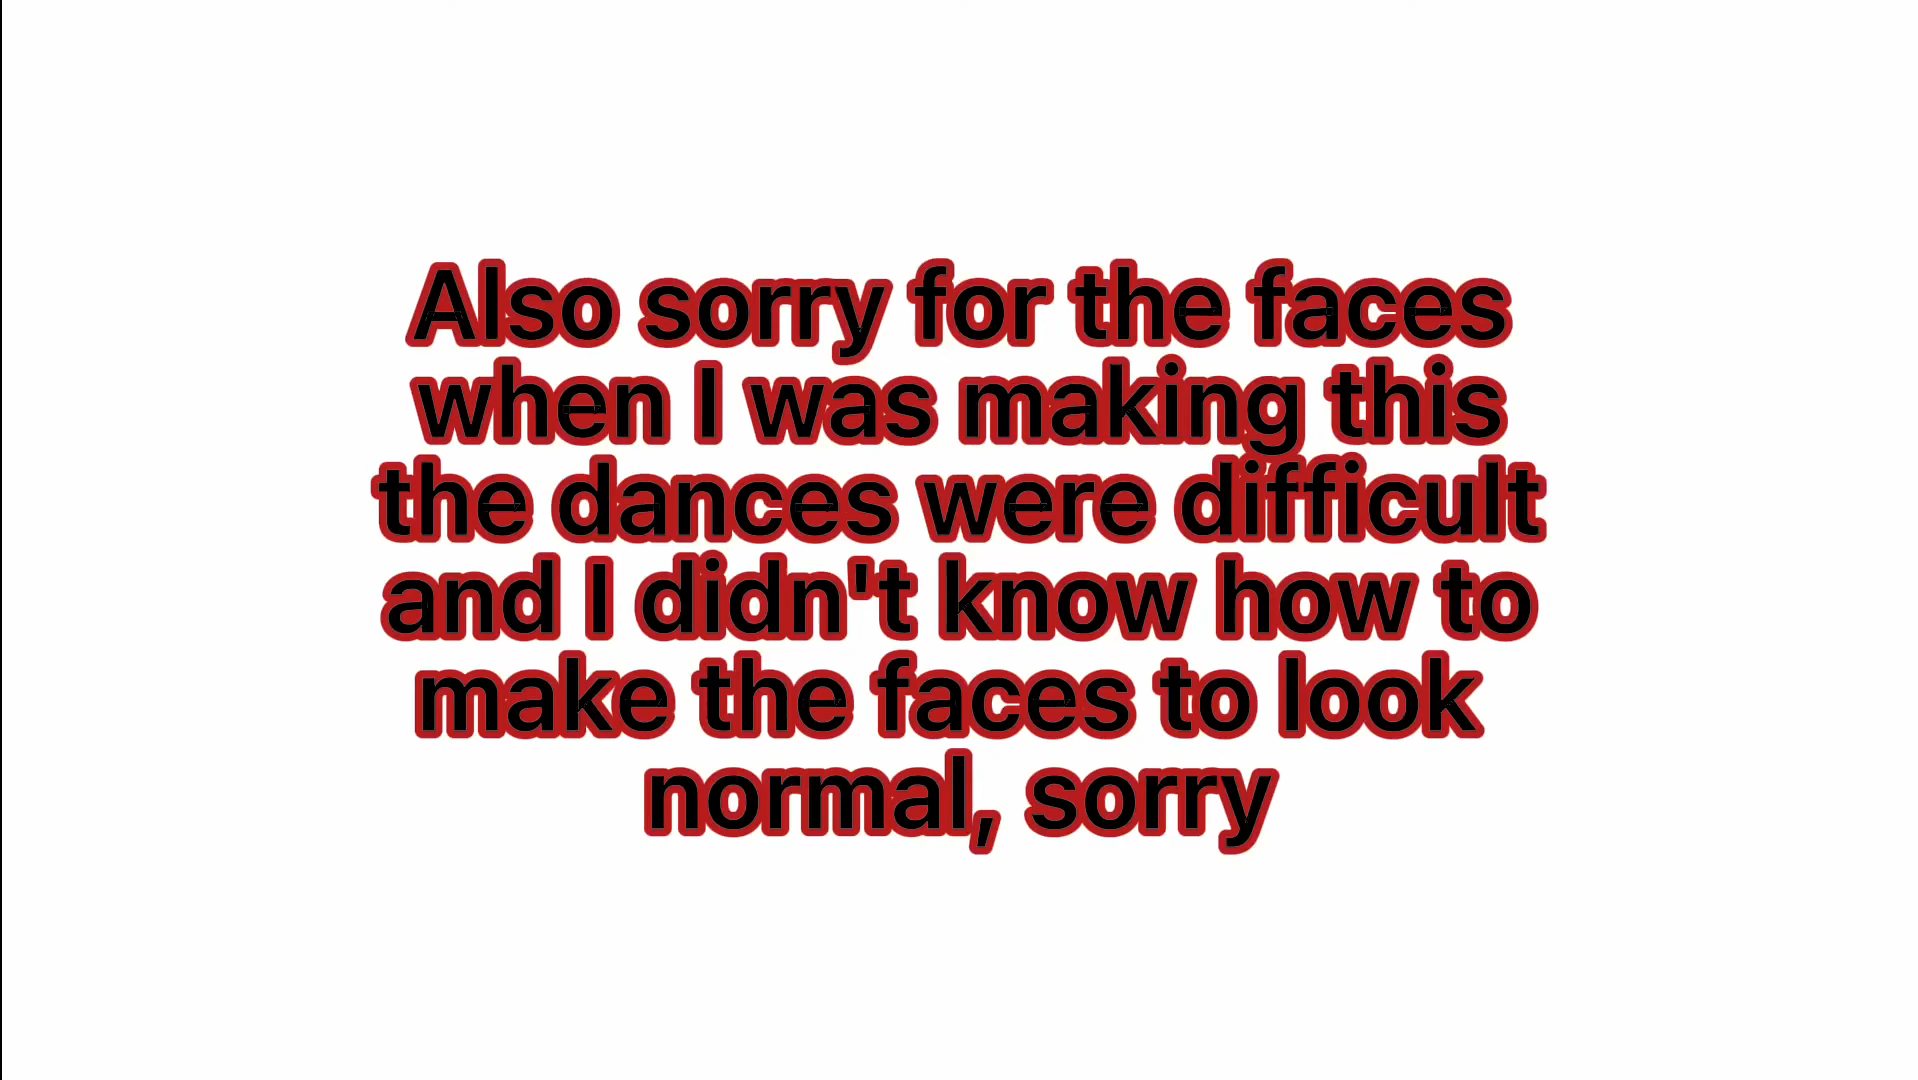 Also sorry for the faces
when I was making this
the dances were difficult
and I didn't know how to
make the faces to look
normal, sorry